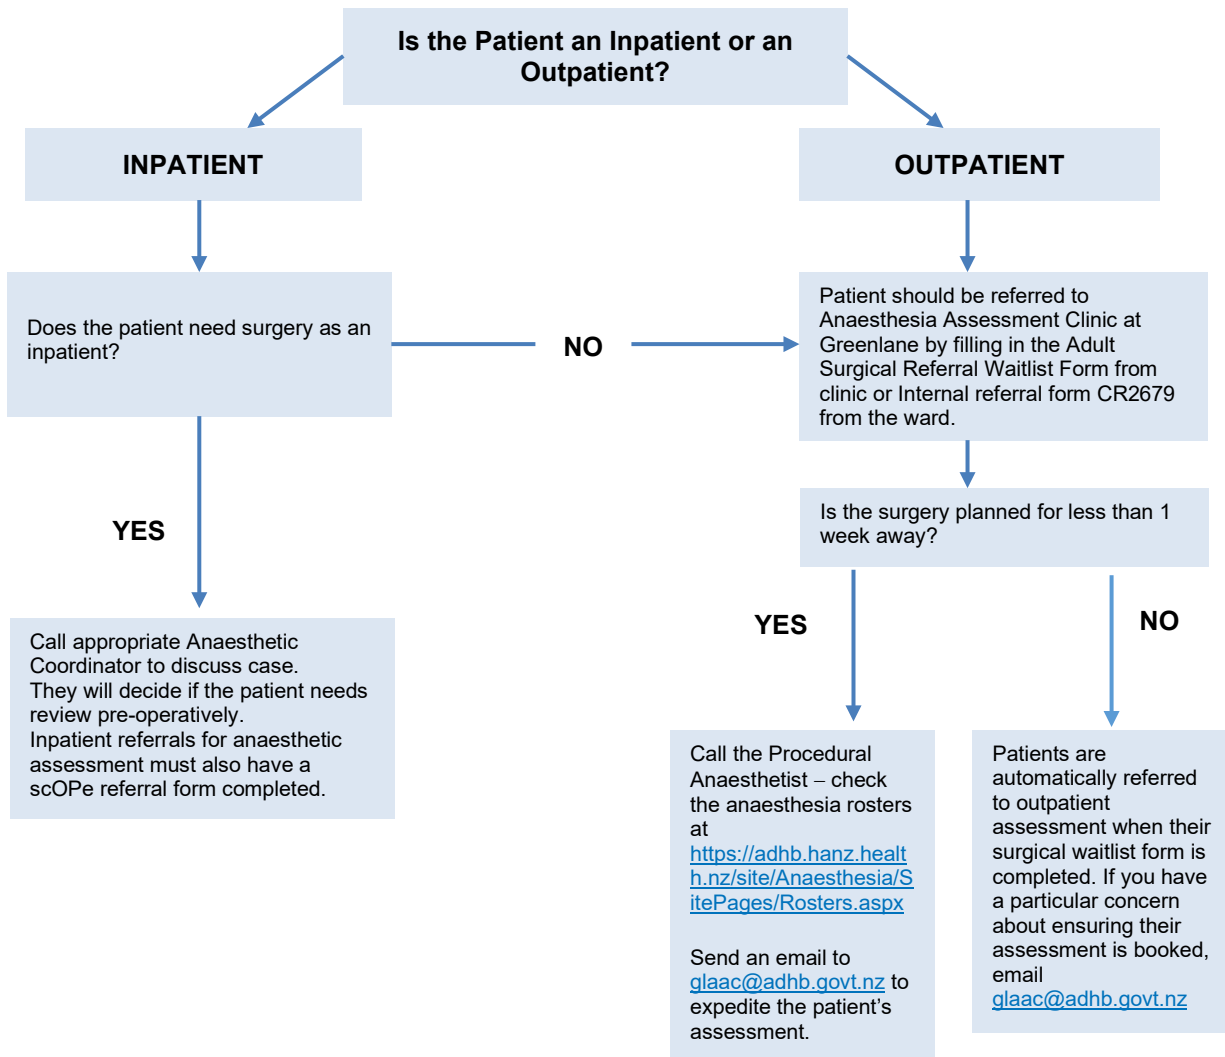 Is the Patient an Inpatient or an
Outpatient?
INPATIENT
OUTPATIENT
Does the patient need surgery as an
inpatient?
NO
Patient should be referred to
Anaesthesia Assessment Clinic at
Greenlane by filling in the Adult
Surgical Referral Waitlist Form from
clinic or Internal referral form CR2679
from the ward.
YES
Is the surgery planned for less than 1
week away?
Call appropriate Anaesthetic
Coordinator to discuss case.
They will decide if the patient needs
review pre-operatively.
Inpatient referrals for anaesthetic
assessment must also have a
scOPe referral form completed.
YES
NO
Call the Procedural
Anaesthetist – check
the anaesthesia rosters
at
https://adhb.hanz.healt
h.nz/site/Anaesthesia/S
itePages/Rosters.aspx
Send an email to
glaac@adhb.govt.nz to
expedite the patient’s
assessment.
Patients are
automatically referred
to outpatient
assessment when their
surgical waitlist form is
completed. If you have
a particular concern
about ensuring their
assessment is booked,
email
glaac@adhb.govt.nz